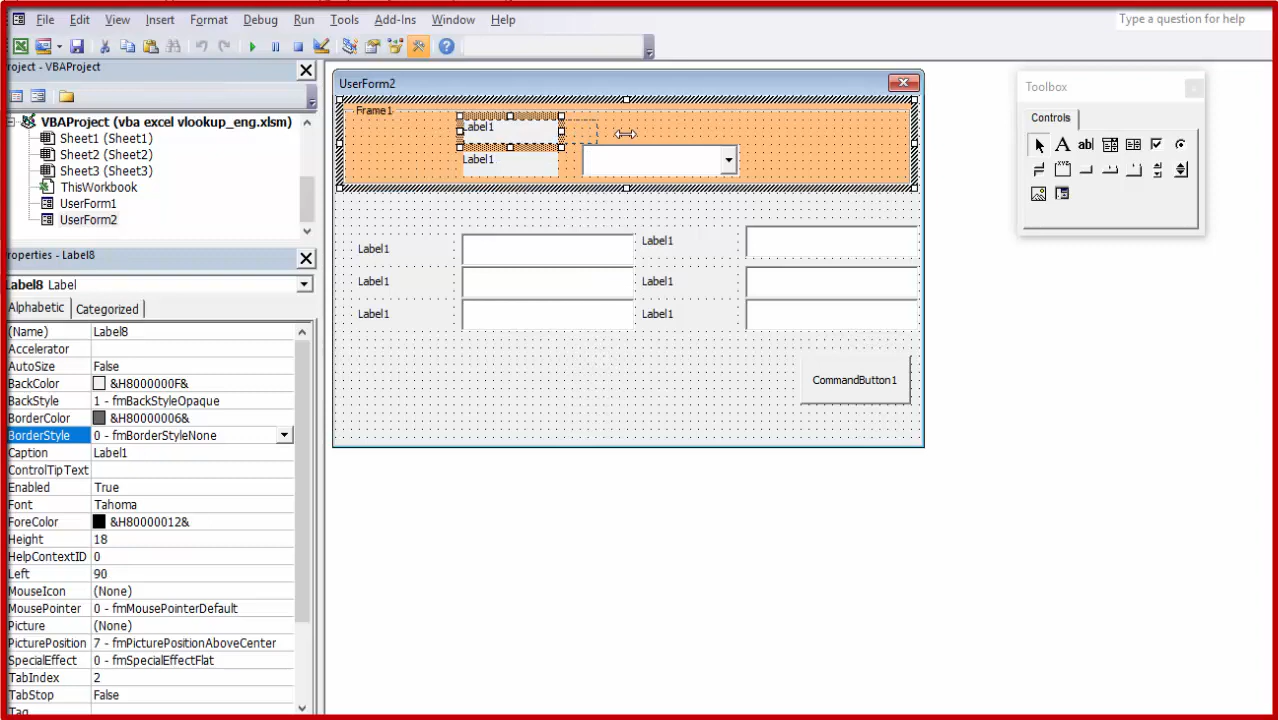 File Edit View Insert Format Debug Run Tools Add-Ins Window Help
Type a question for help
roject - VBAProject
VBAProject (vba excel vlookup_eng.xlsm)
Sheet1 (Sheet1)
Sheet2 (Sheet2)
Sheet3 (Sheet3)
ThisWorkbook
UserForm1
UserForm2
roperties - Label8
Label8 Label
Alphabetic Categorized
(Name) Label8
Accelerator
AutoSize False
BackColor &H8000000F&
BackStyle 1 - fmBackStyleOpaque
BorderColor &H80000006&
BorderStyle 0 - fmBorderStyleNone
Caption Label1
ControlTipText
Enabled True
Font Tahoma
ForeColor &H80000012&
Height 18
HelpContextID 0
Left 90
MouseIcon (None)
MousePointer 0 - fmMousePointerDefault
Picture (None)
PicturePosition 7 - fmPicturePositionAboveCenter
SpecialEffect 0 - fmSpecialEffectFlat
TabIndex 2
TabStop False
Tag
UserForm2
Frame1
Label1
Label1
Label1 Label1
Label1 Label1
Label1 Label1
CommandButton1
Toolbox
Controls
A ab|